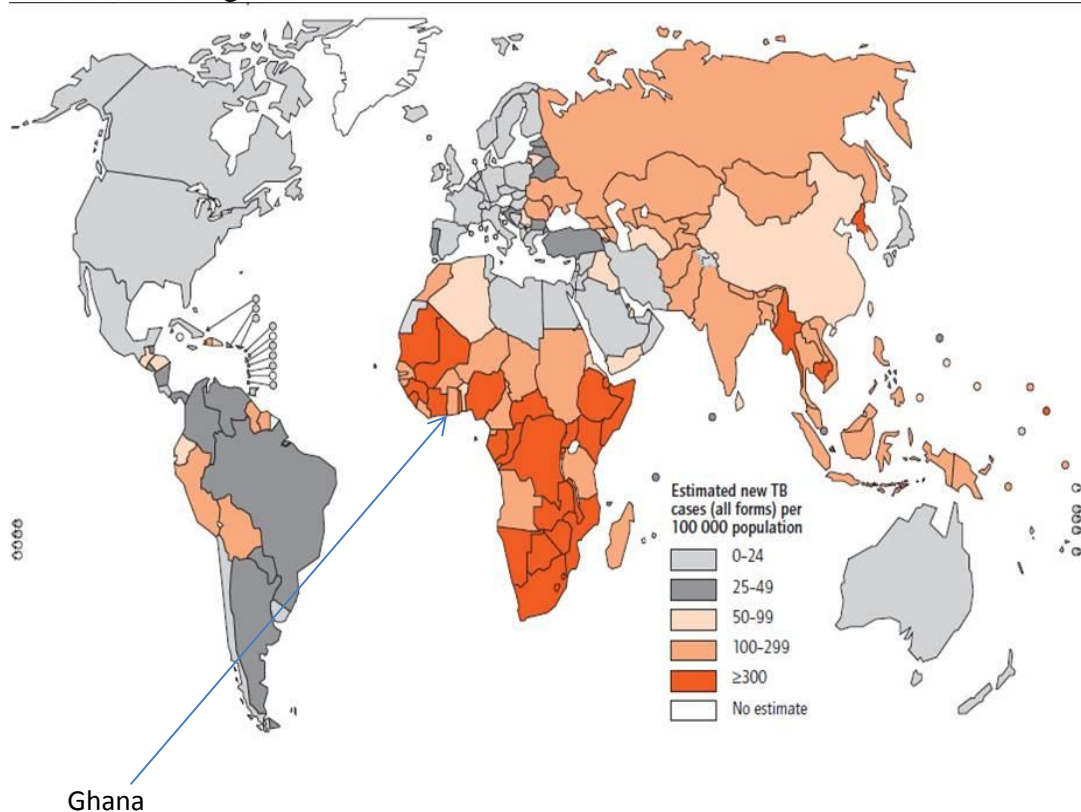 Estimated new TB
cases (all forms) per
100 000 population
0–24
25–49
50–99
100–299
≥300
No estimate
Ghana